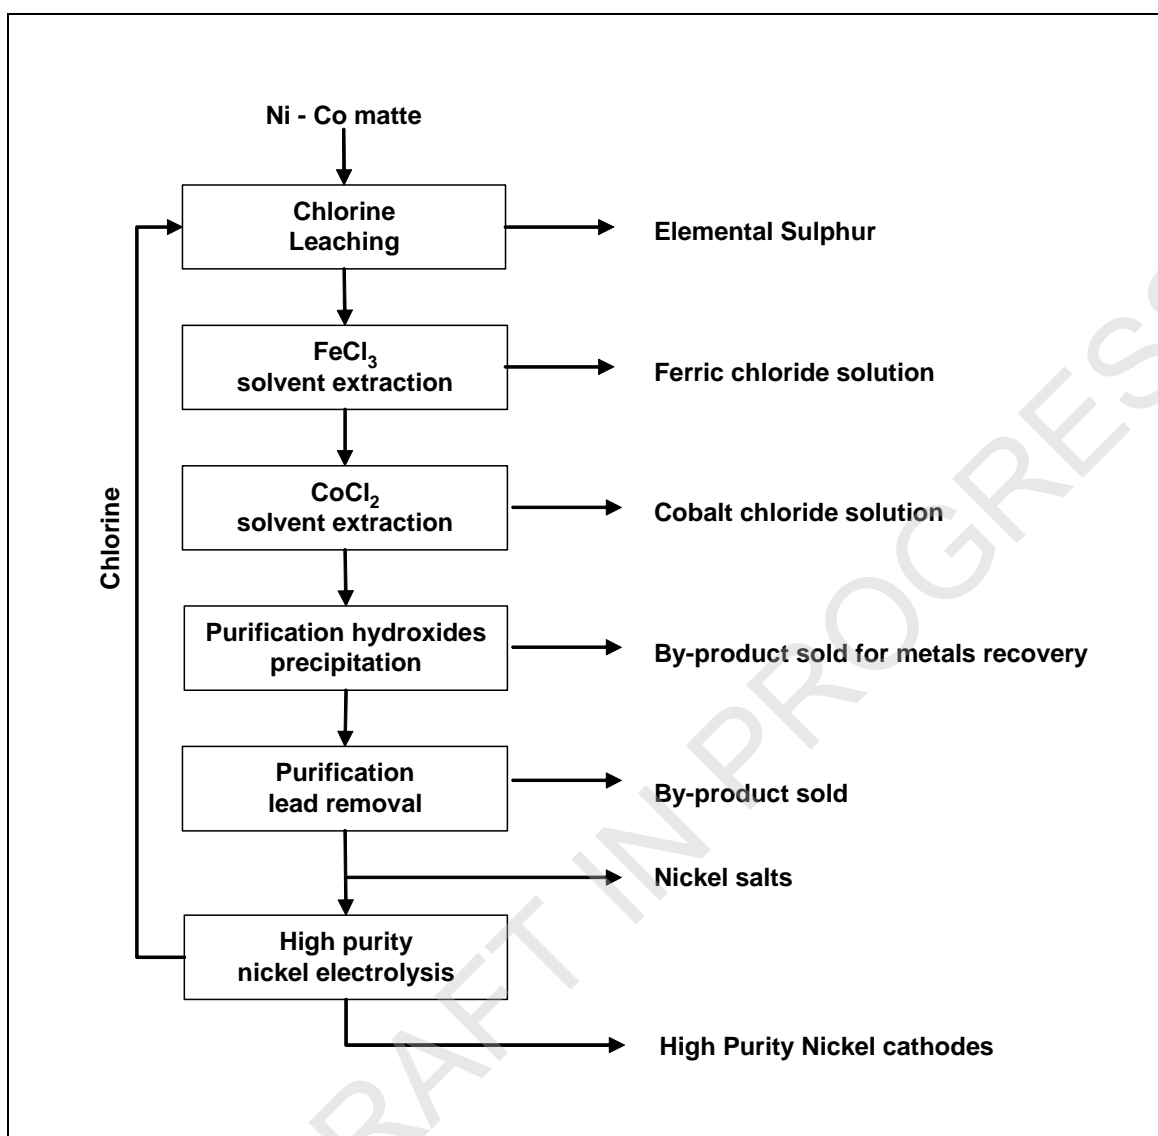 Ni - Co matte
Chlorine
Leaching
Elemental Sulphur
FeCl3
solvent extraction
Ferric chloride solution
CoCl2
solvent extraction
Cobalt chloride solution
Chlorine
Purification hydroxides
precipitation
By-product sold for metals recovery
Purification
lead removal
By-product sold
Nickel salts
High purity
nickel electrolysis
High Purity Nickel cathodes
DRAFT IN PROGRESS